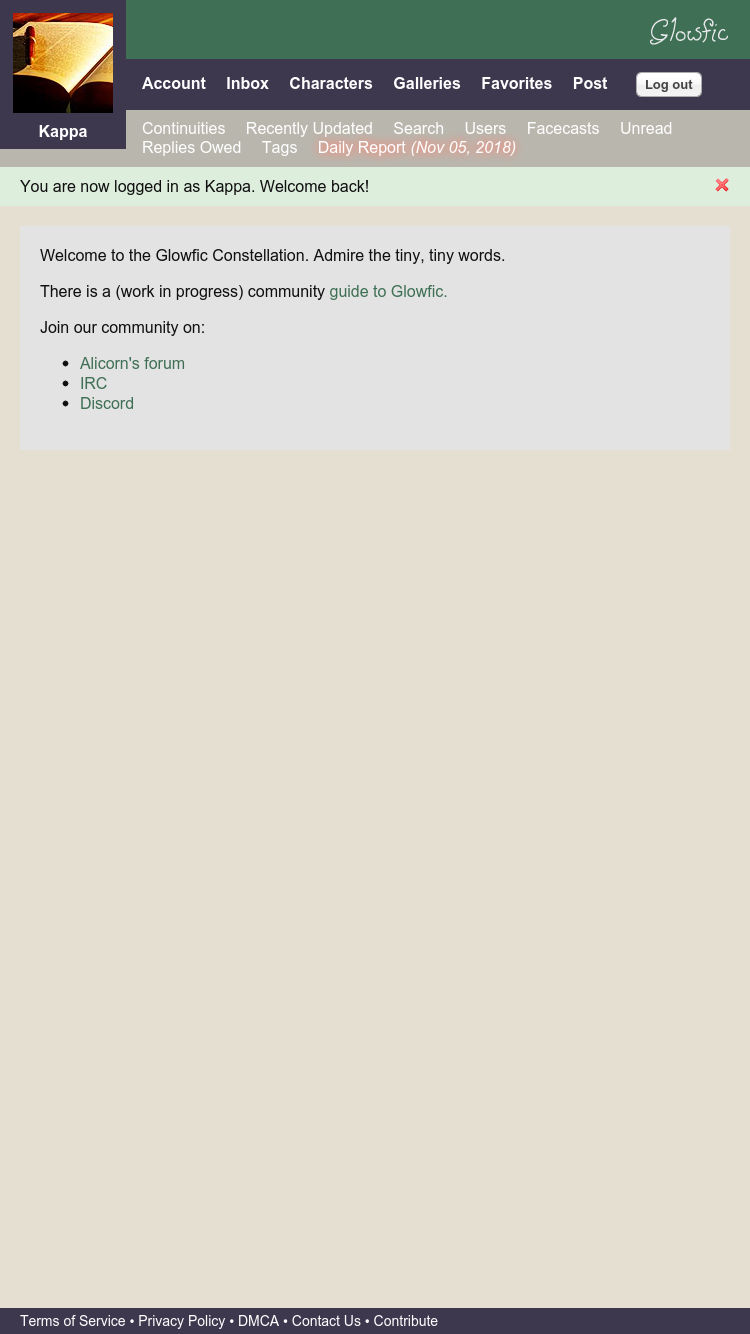 Glowfic
Account Inbox Characters Galleries Favorites Post Log out
Kappa
Continuities Recently Updated Search Users Facecasts Unread
Replies Owed Tags Daily Report (Nov 05, 2018)
You are now logged in as Kappa. Welcome back!
Welcome to the Glowfic Constellation. Admire the tiny, tiny words.
There is a (work in progress) community guide to Glowfic.
Join our community on:
• Alicorn's forum
• IRC
• Discord
Terms of Service • Privacy Policy • DMCA • Contact Us • Contribute